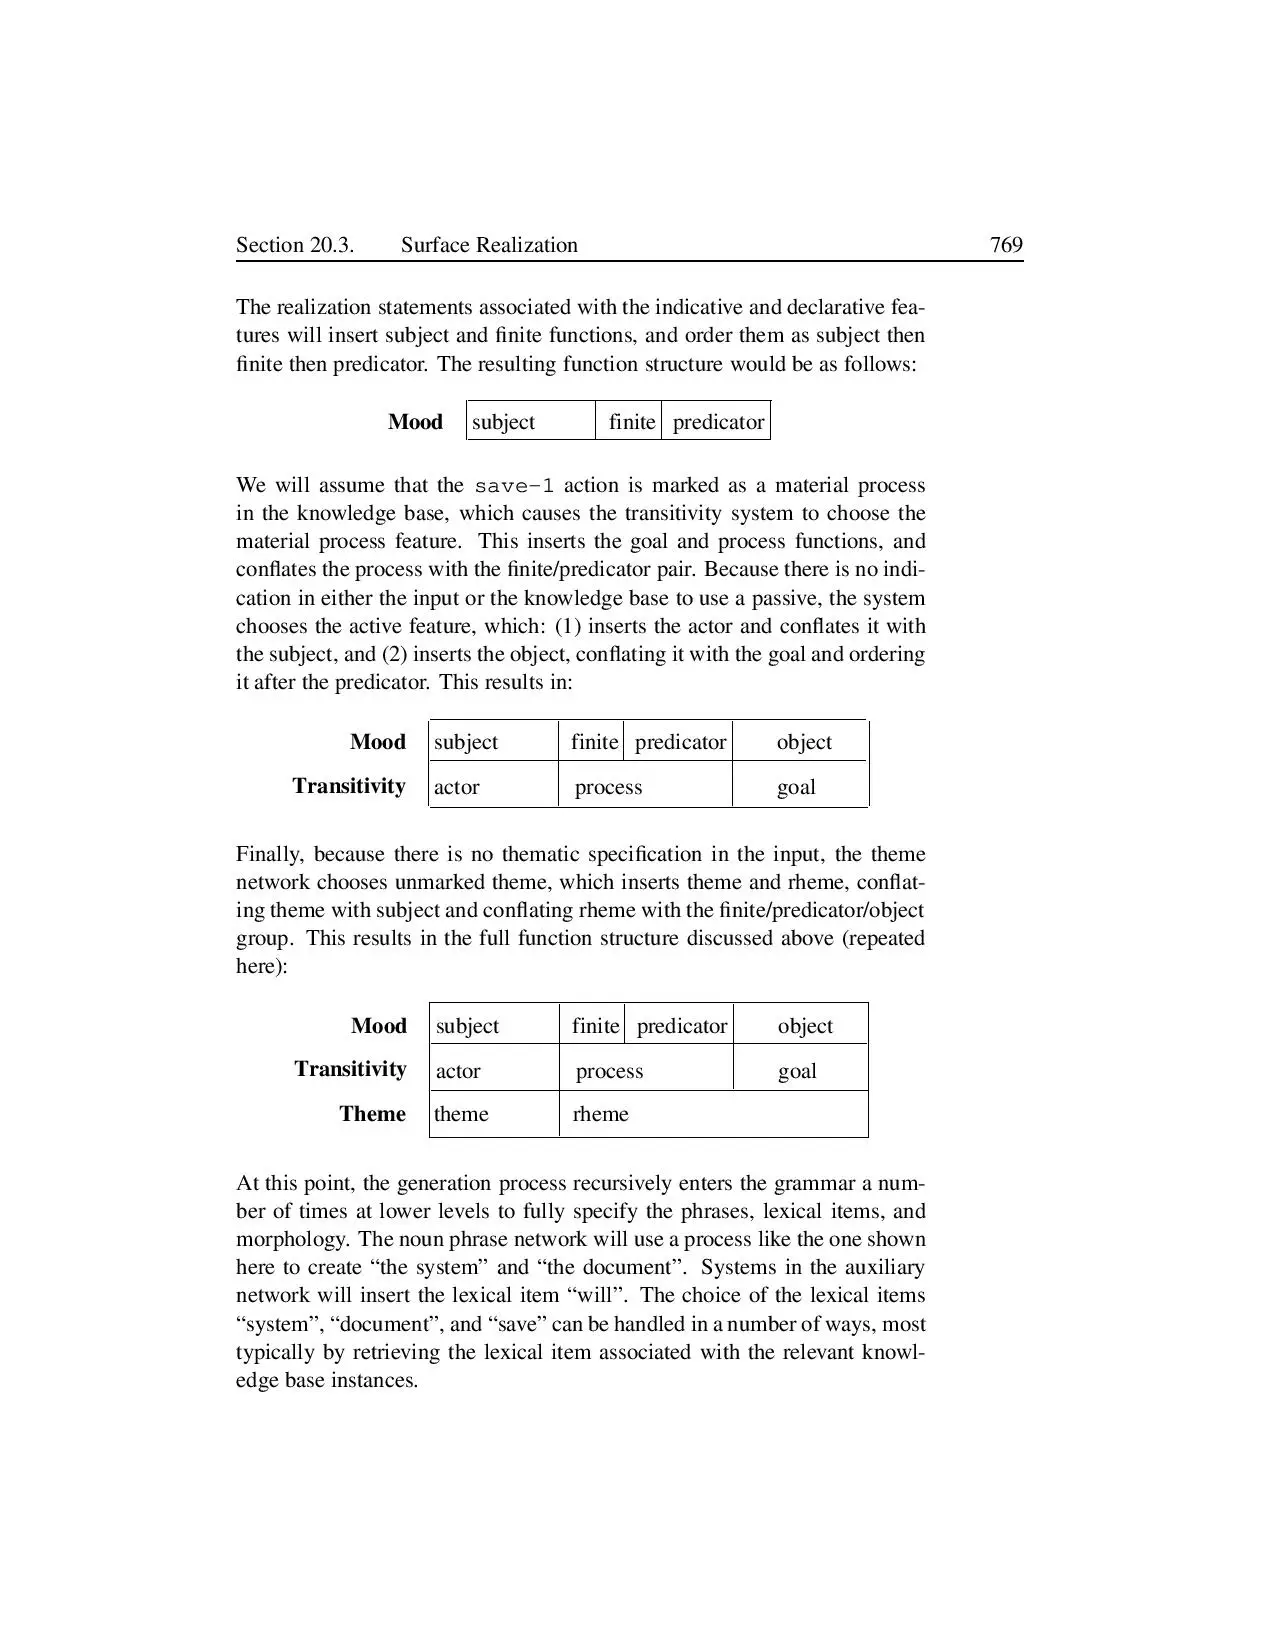 Section 20.3. Surface Realization 769
The realization statements associated with the indicative and declarative fea-
tures will insert subject and finite functions, and order them as subject then
finite then predicator. The resulting function structure would be as follows:
Mood subject finite predicator
We will assume that the save-1 action is marked as a material process
in the knowledge base, which causes the transitivity system to choose the
material process feature. This inserts the goal and process functions, and
conflates the process with the finite/predicator pair. Because there is no indi-
cation in either the input or the knowledge base to use a passive, the system
chooses the active feature, which: (1) inserts the actor and conflates it with
the subject, and (2) inserts the object, conflating it with the goal and ordering
it after the predicator. This results in:
Mood subject finite predicator object
Transitivity actor process goal
Finally, because there is no thematic specification in the input, the theme
network chooses unmarked theme, which inserts theme and rheme, conflat-
ing theme with subject and conflating rheme with the finite/predicator/object
group. This results in the full function structure discussed above (repeated
here):
Mood subject finite predicator object
Transitivity actor process goal
Theme theme rheme
At this point, the generation process recursively enters the grammar a num-
ber of times at lower levels to fully specify the phrases, lexical items, and
morphology. The noun phrase network will use a process like the one shown
here to create “the system” and “the document”. Systems in the auxiliary
network will insert the lexical item “will”. The choice of the lexical items
“system”, “document”, and “save” can be handled in a number of ways, most
typically by retrieving the lexical item associated with the relevant knowl-
edge base instances.